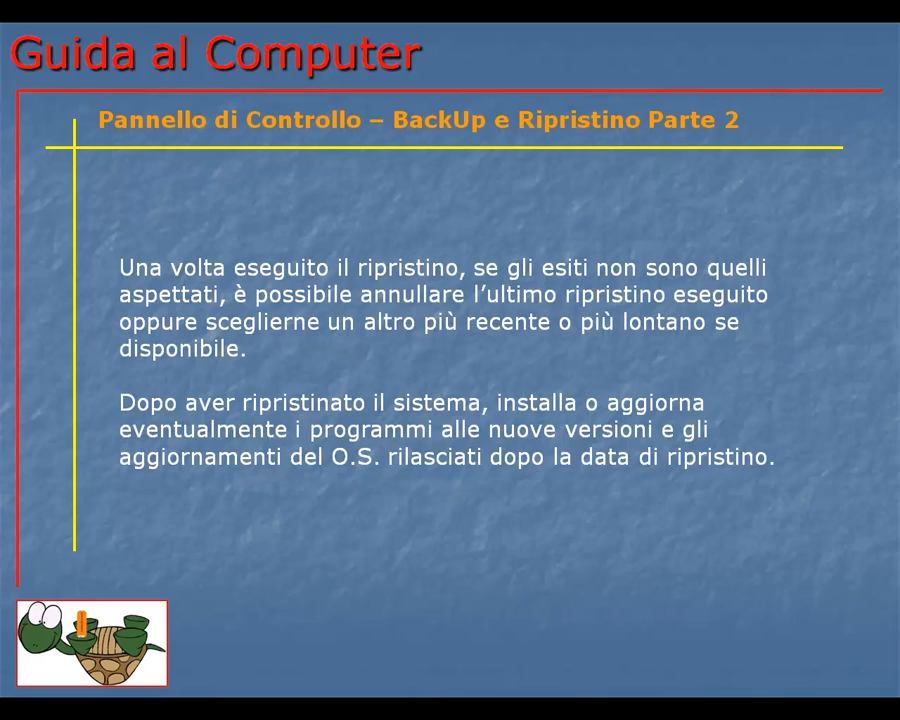 Guida al Computer
Pannello di Controllo – BackUp e Ripristino Parte 2
Una volta eseguito il ripristino, se gli esiti non sono quelli
aspettati, è possibile annullare l’ultimo ripristino eseguito
oppure sceglierne un altro più recente o più lontano se
disponibile.
Dopo aver ripristinato il sistema, installa o aggiorna
eventualmente i programmi alle nuove versioni e gli
aggiornamenti del O.S. rilasciati dopo la data di ripristino.